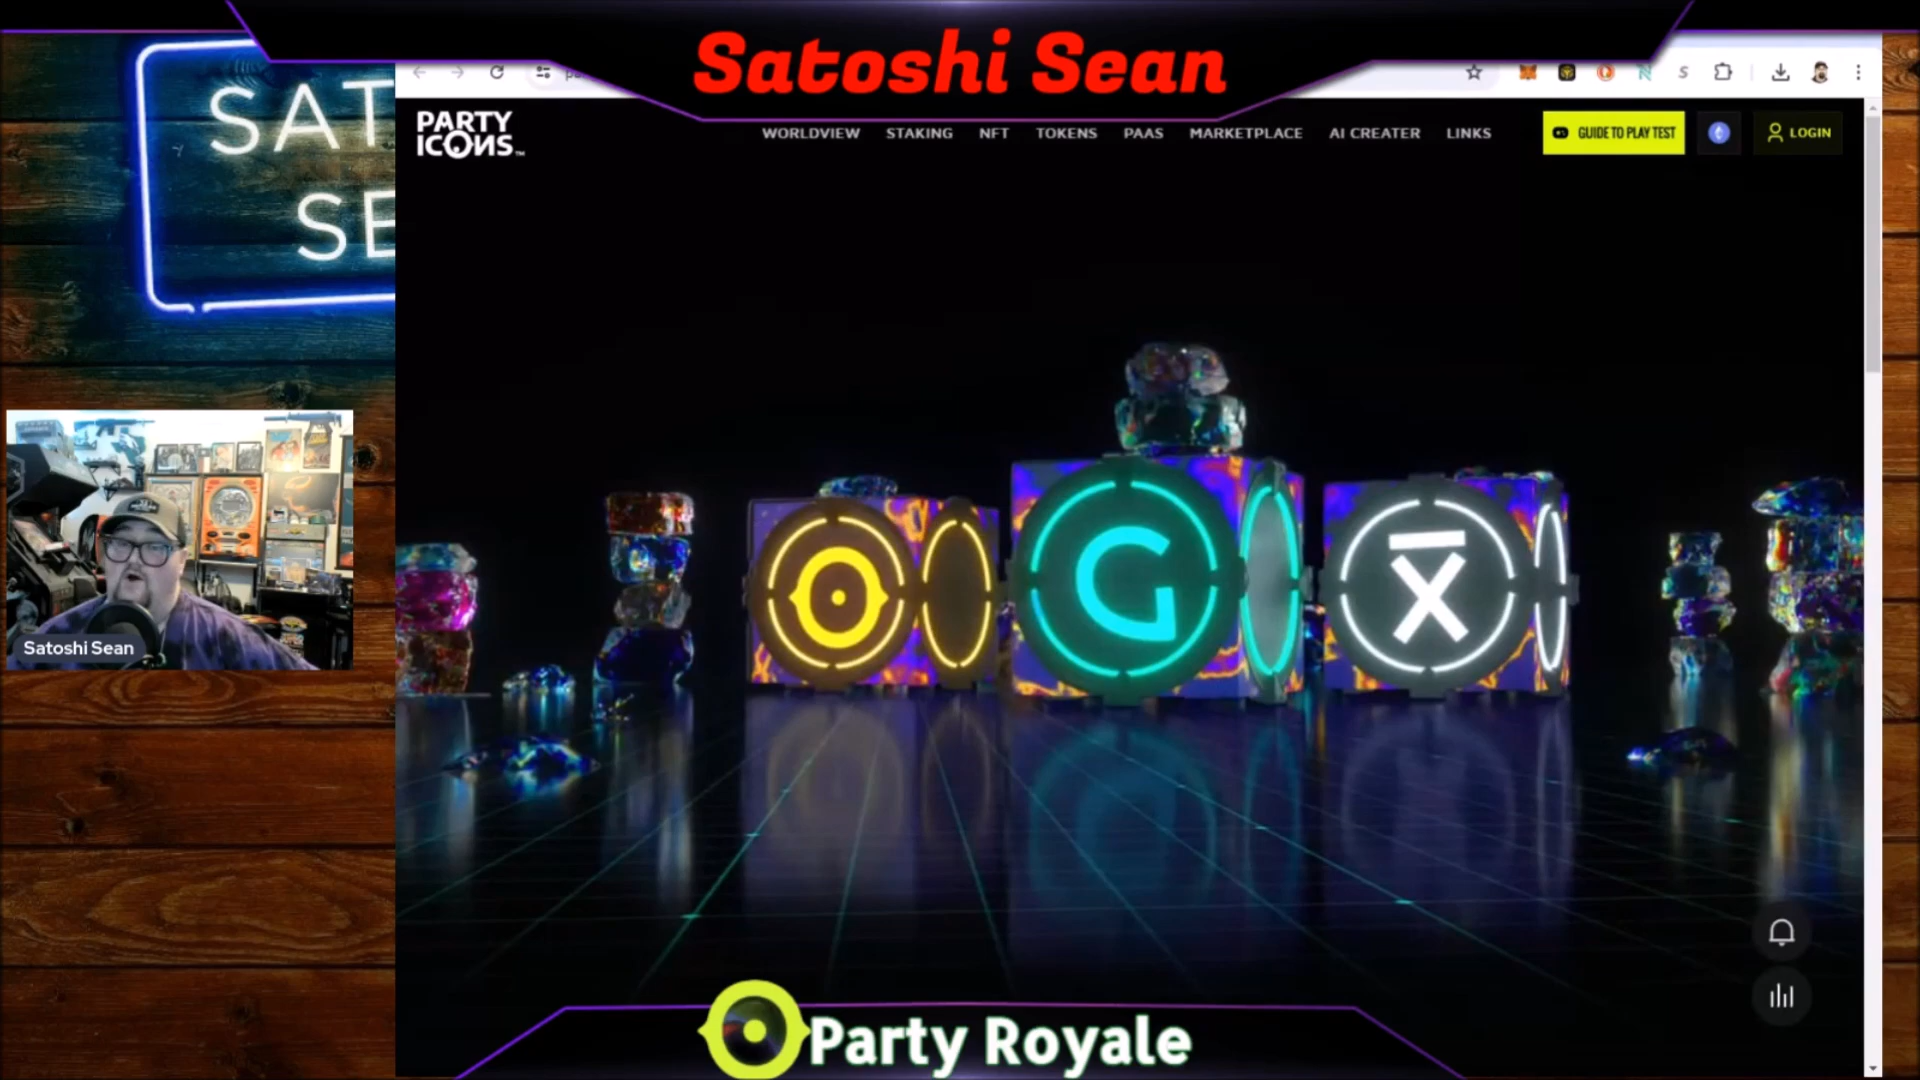 Satoshi Sean
SAT
SE
PARTY
ICONS™
WORLDVIEW STAKING NFT TOKENS PAAS MARKETPLACE AI CREATER LINKS
GUIDE TO PLAY TEST
LOGIN
O G X
Satoshi Sean
Party Royale